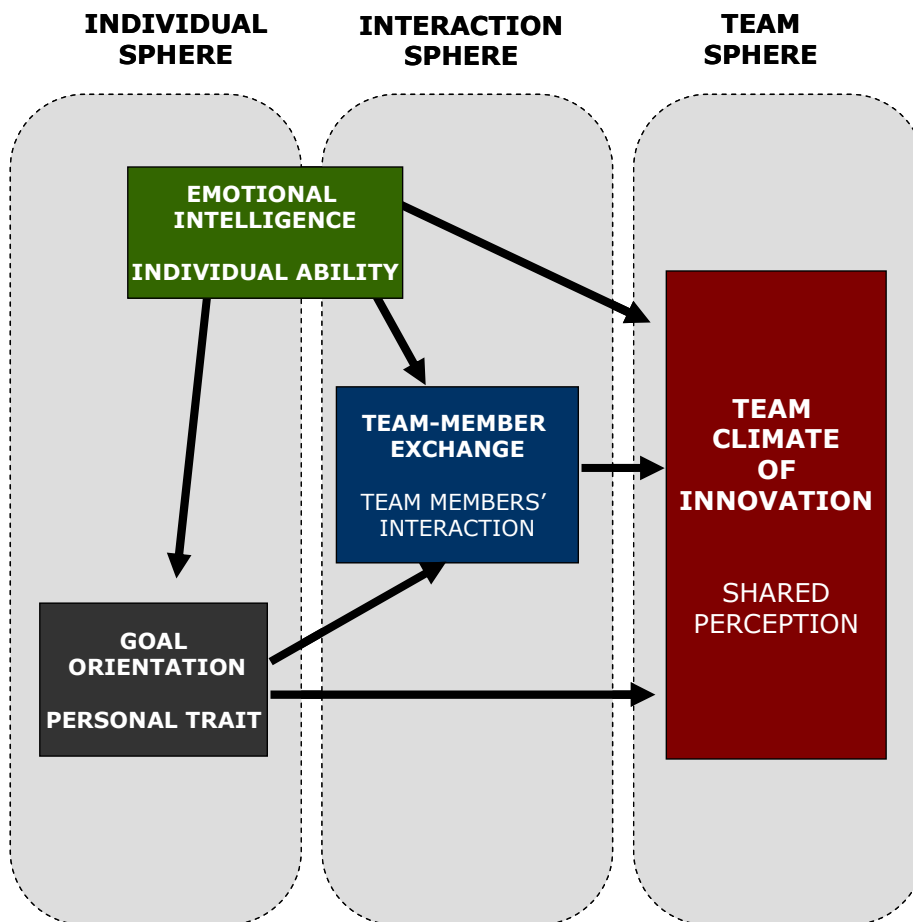 INDIVIDUAL
SPHERE
INTERACTION
SPHERE
TEAM
SPHERE
EMOTIONAL
INTELLIGENCE
INDIVIDUAL ABILITY
TEAM-MEMBER
EXCHANGE
TEAM MEMBERS’
INTERACTION
TEAM
CLIMATE
OF
INNOVATION
SHARED
PERCEPTION
GOAL
ORIENTATION
PERSONAL TRAIT